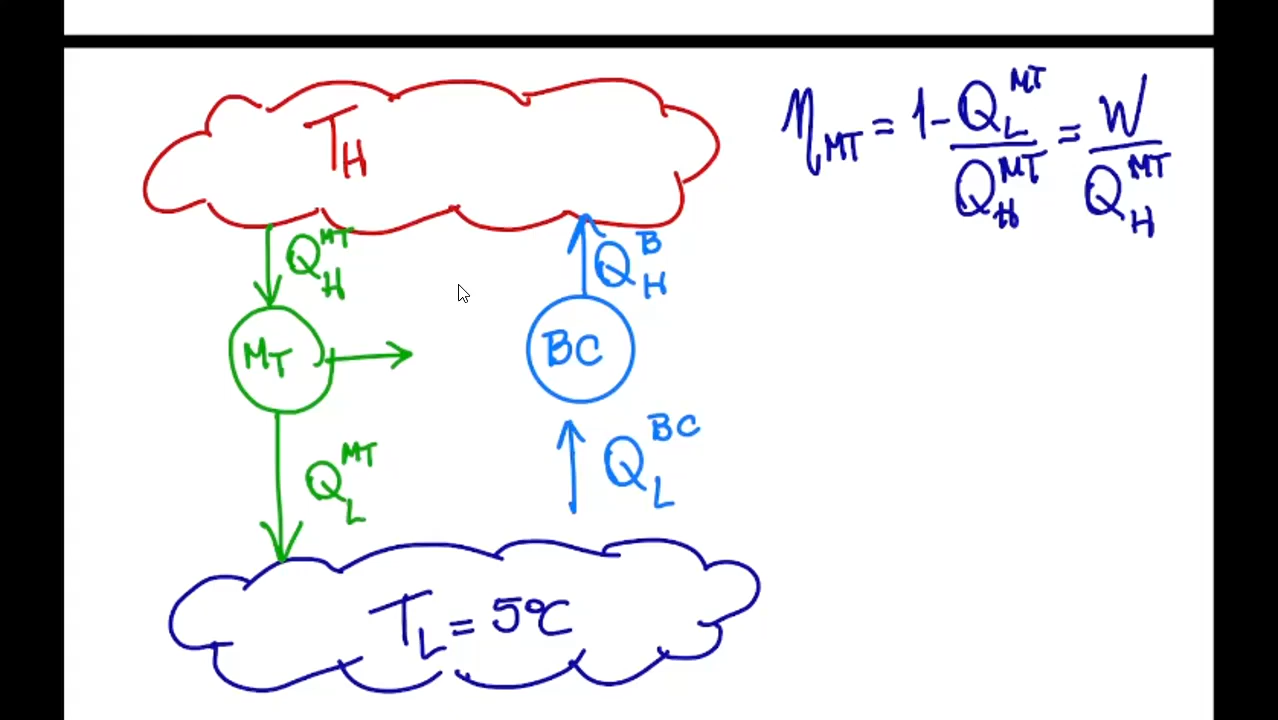 T_H
η_MT = 1 - Q_L^MT / Q_H^MT = W / Q_H^MT
Q_H^MT
Q_H^B
MT
BC
Q_L^MT
Q_L^BC
T_L = 5°C